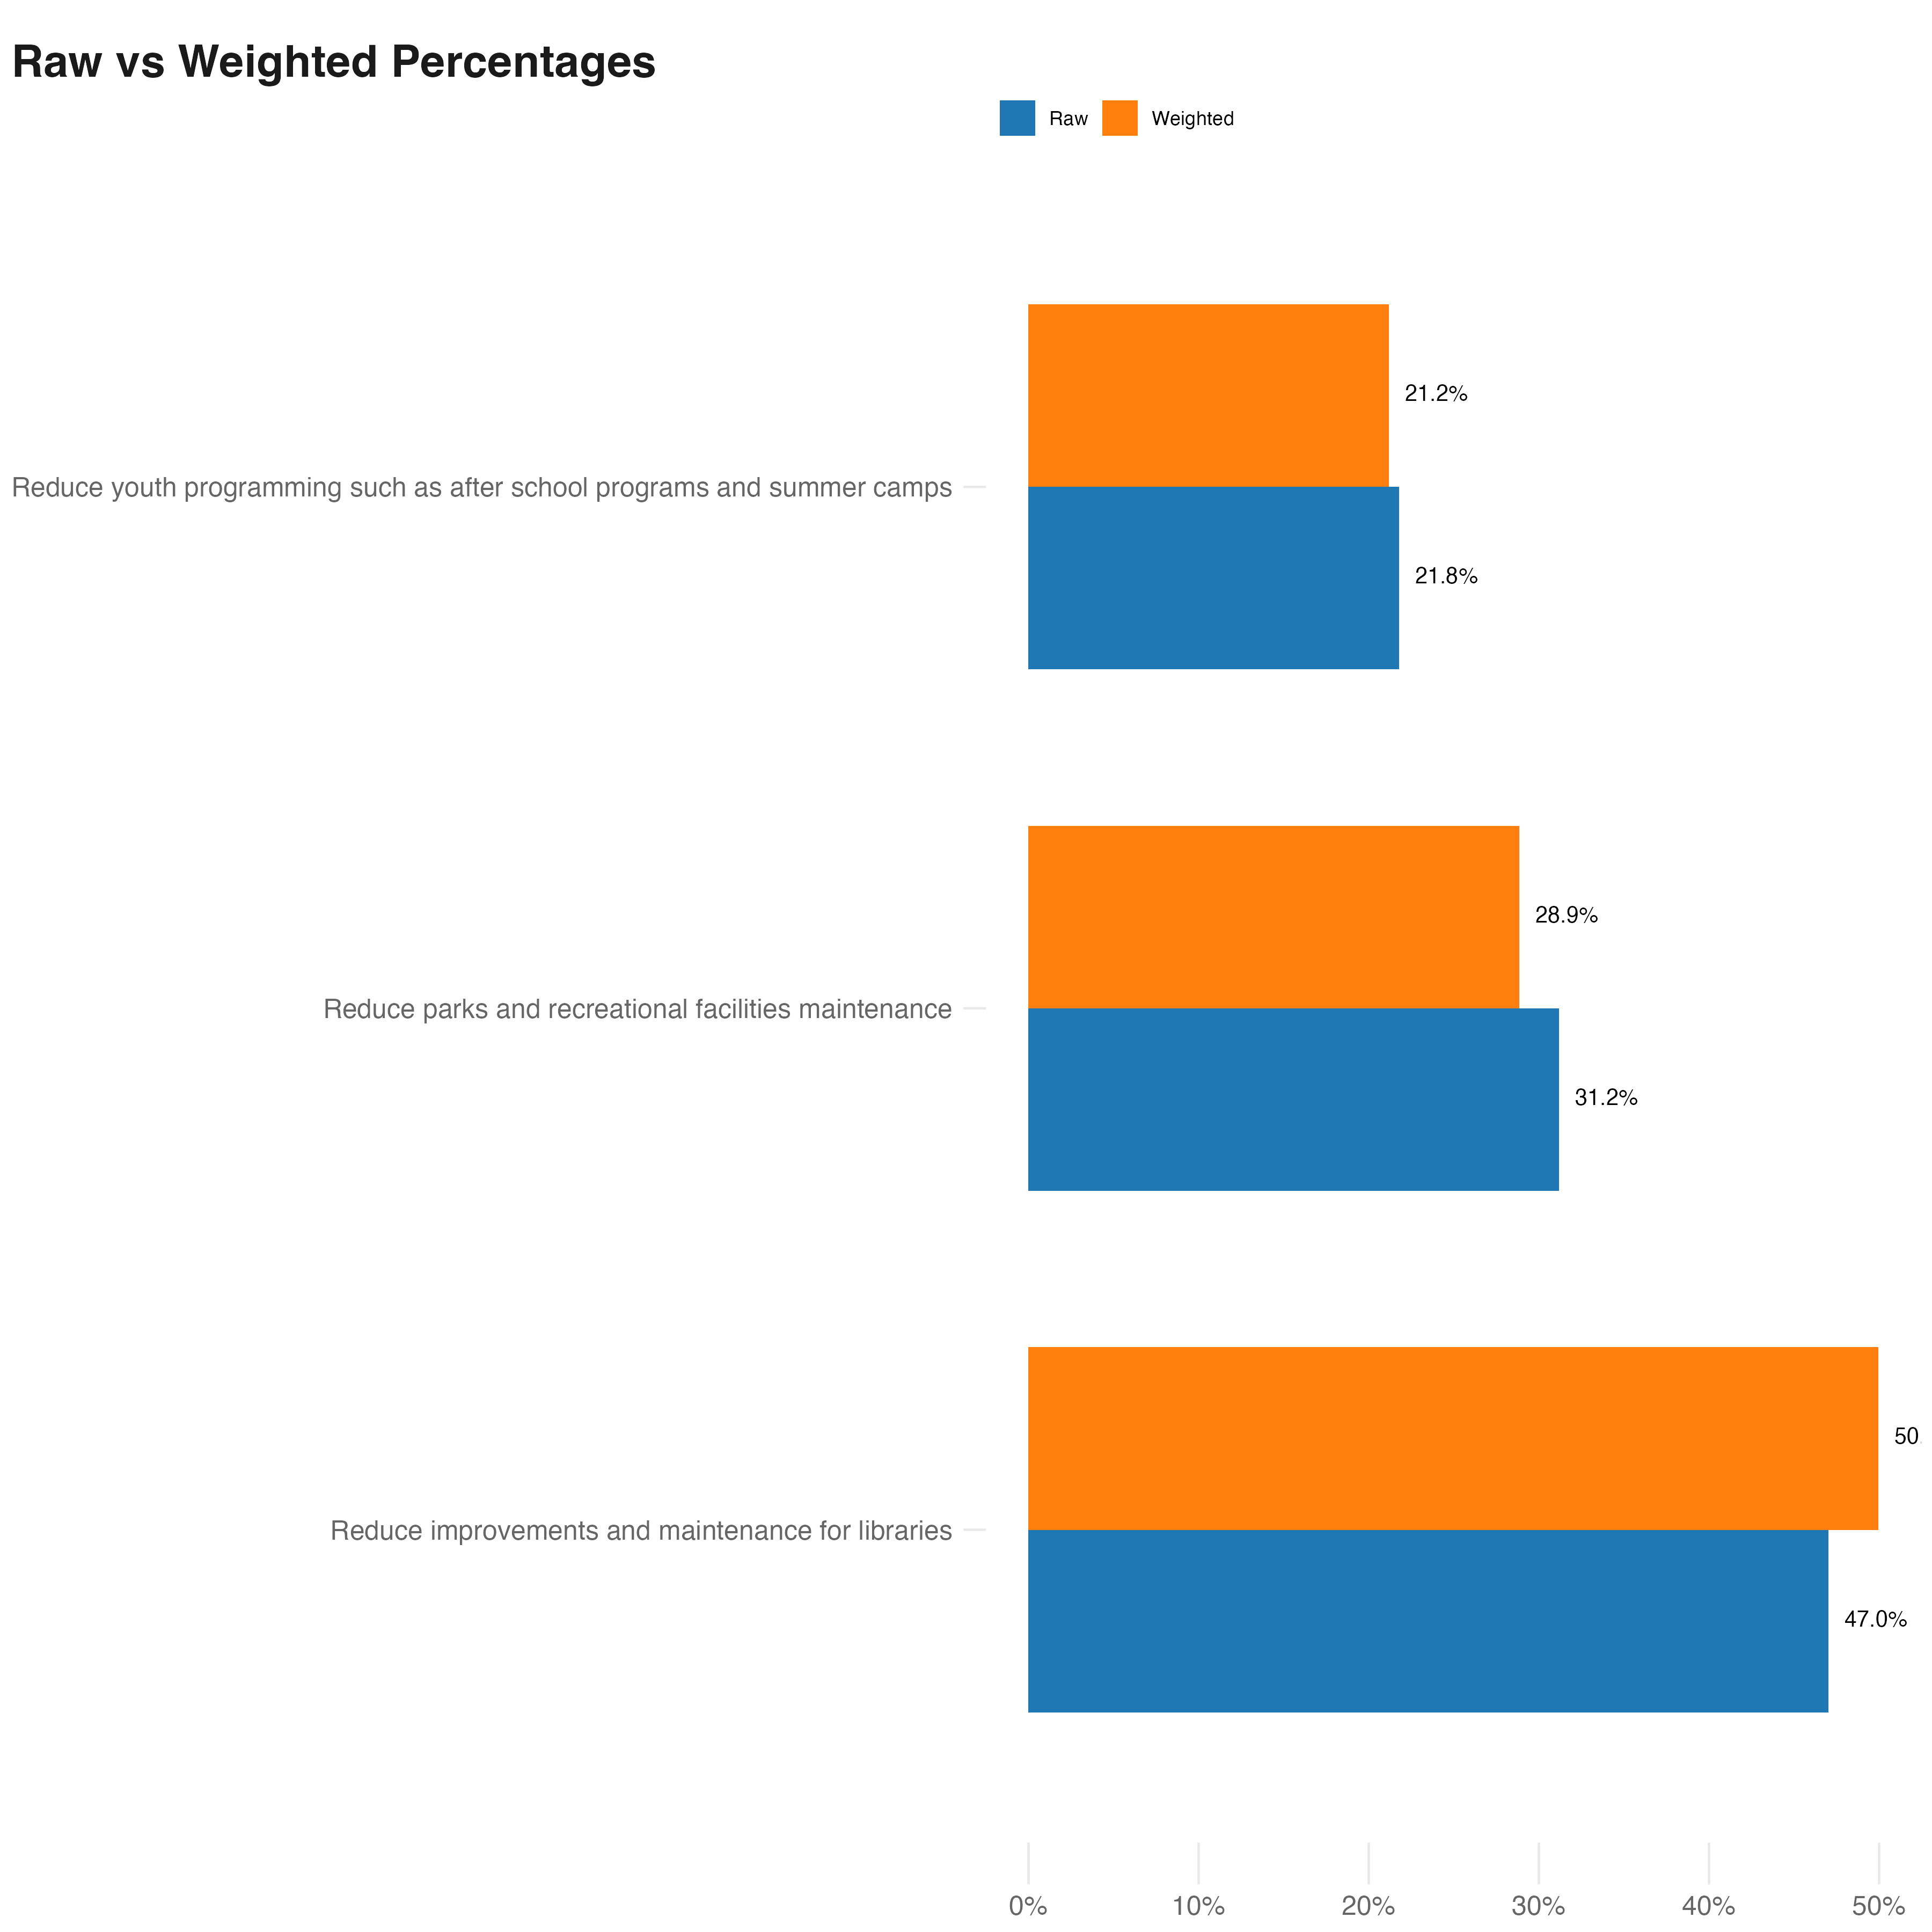 Raw vs Weighted Percentages
Raw Weighted
21.2%
Reduce youth programming such as after school programs and summer camps
21.8%
28.9%
Reduce parks and recreational facilities maintenance
31.2%
50.
Reduce improvements and maintenance for libraries
47.0%
0% 10% 20% 30% 40% 50%